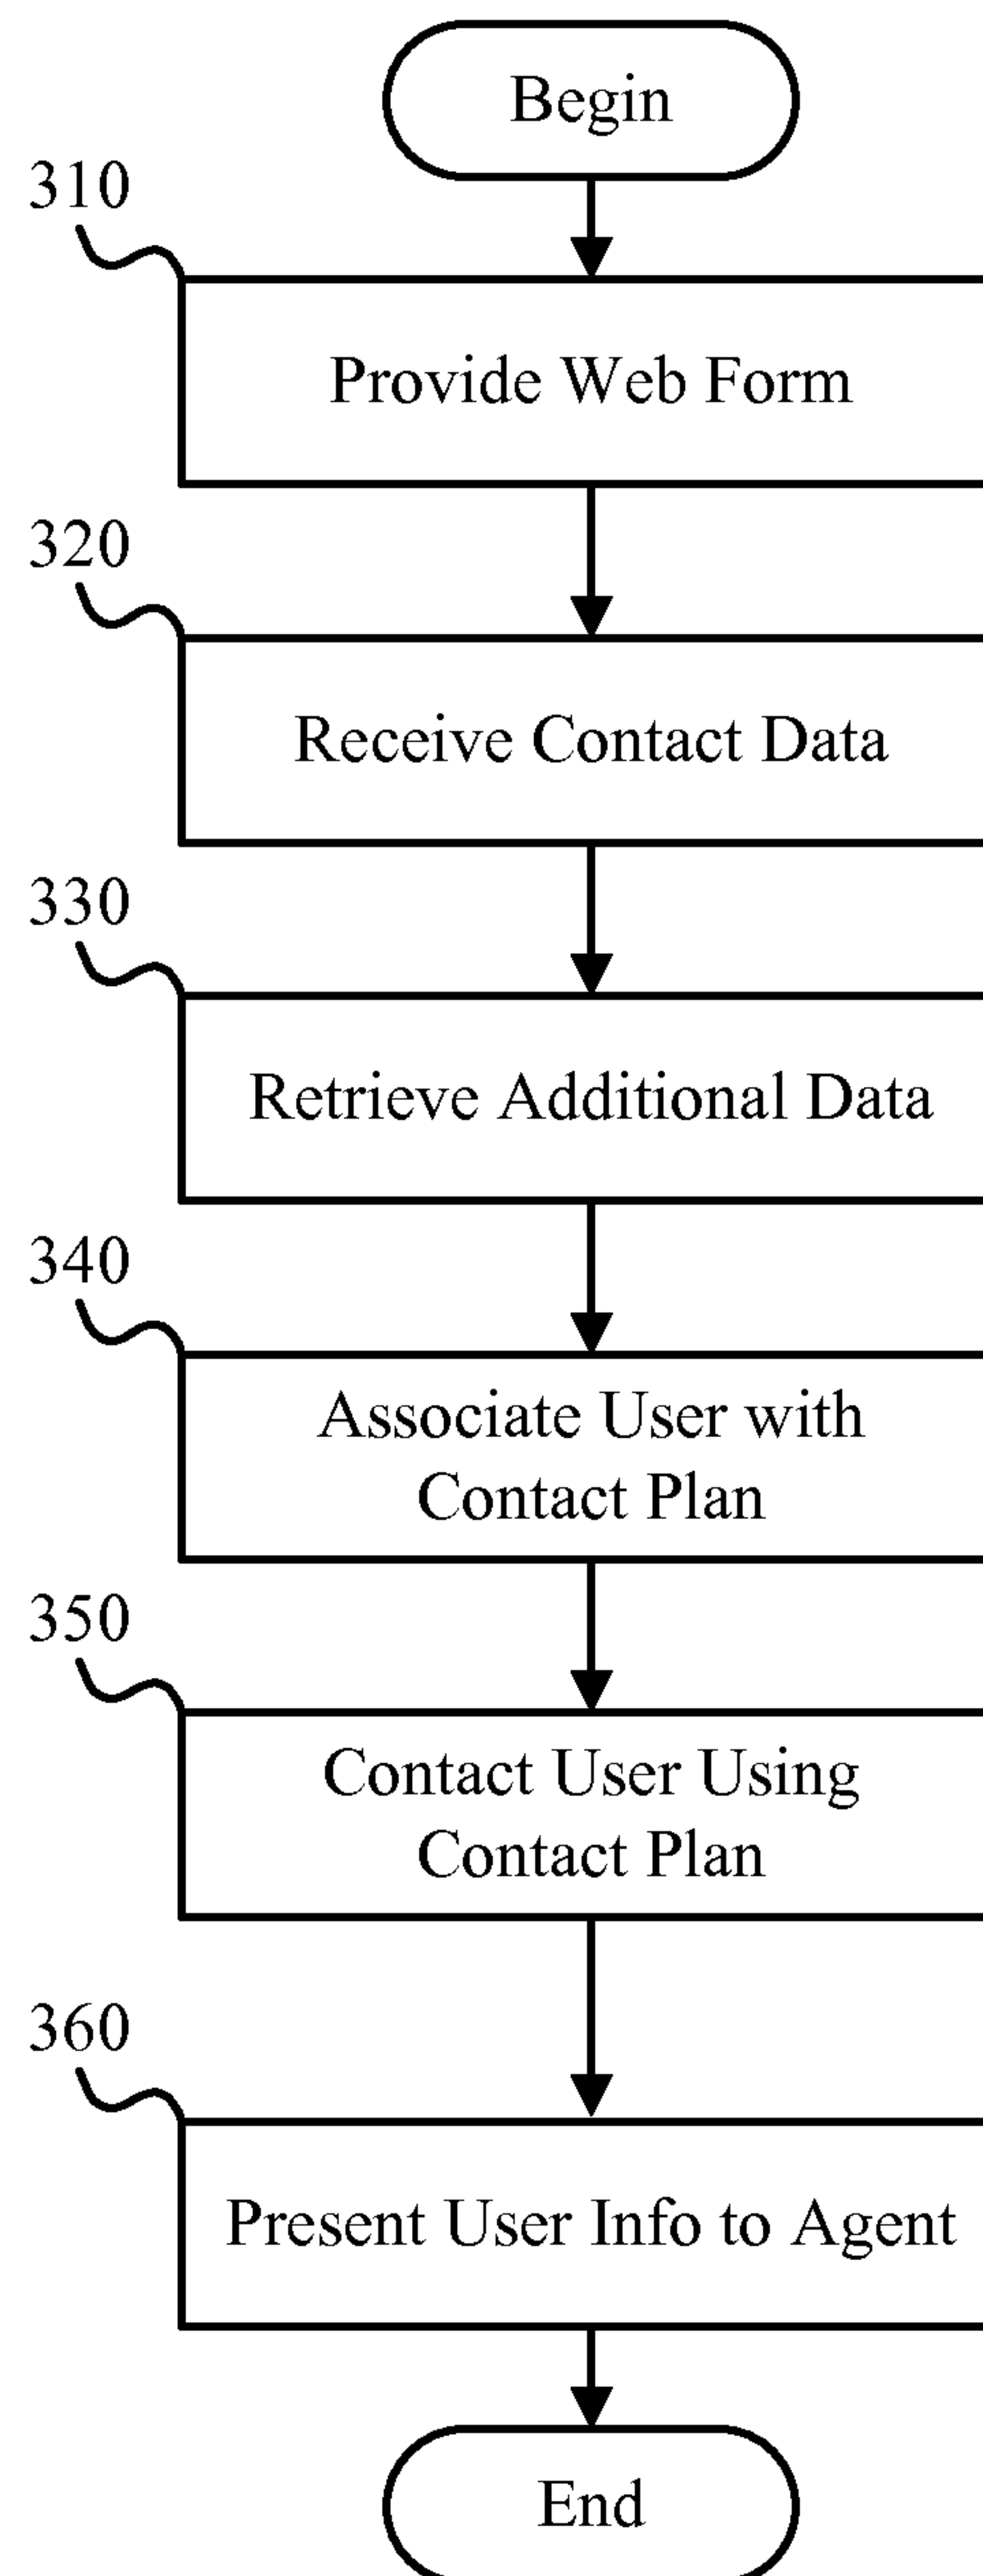 Begin
310
Provide Web Form
320
Receive Contact Data
330
Retrieve Additional Data
340
Associate User with
Contact Plan
350
Contact User Using
Contact Plan
360
Present User Info to Agent
End